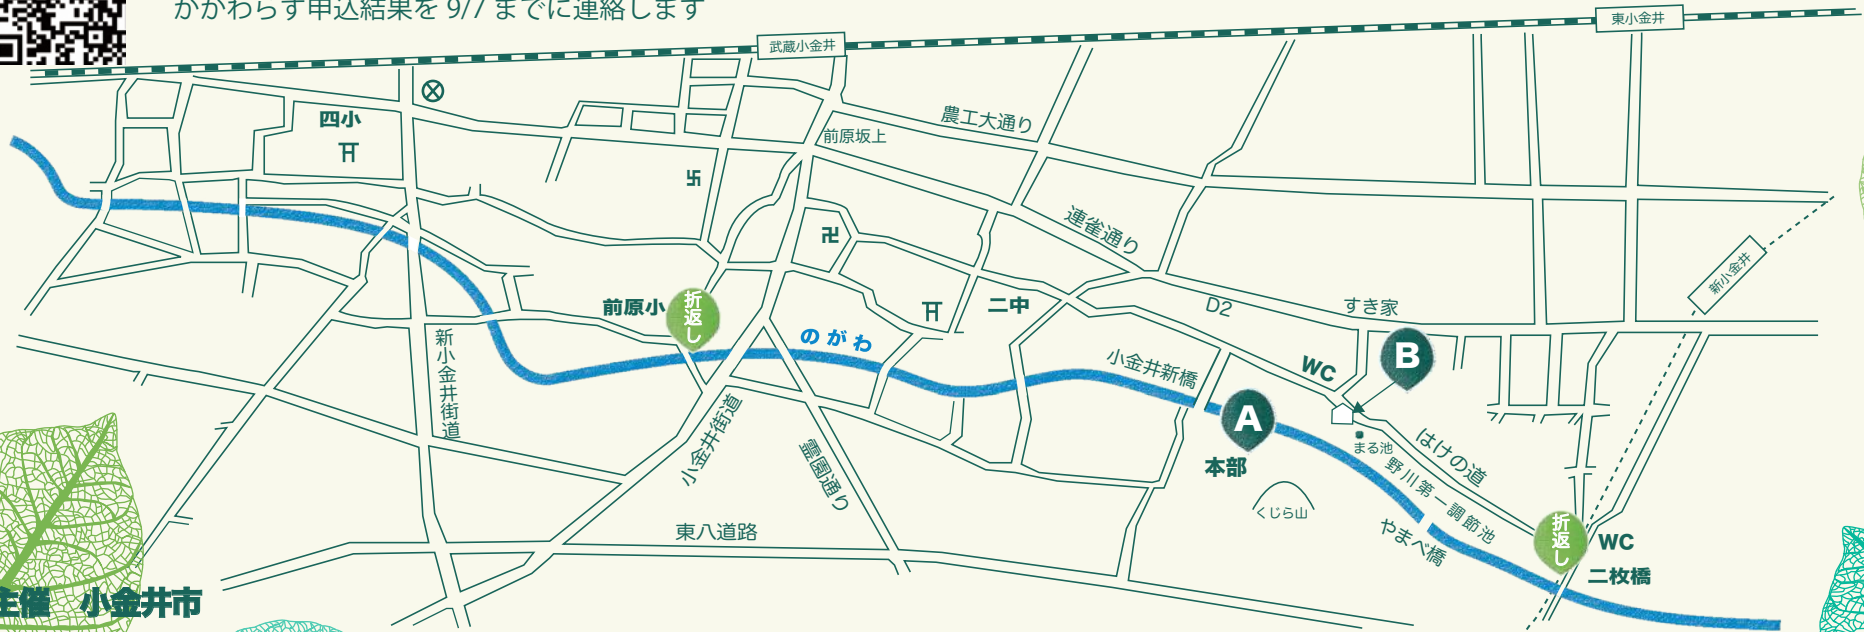 かかわらず申込結果を 9/7 までに連絡します
東小金井
武蔵小金井
四小
農工大通り
前原坂上
連雀通り
新小金井
前原小
折返し
二中
D2
すき家
のがわ
新小金井街道
小金井新橋
WC
B
A
小金井街道
霊園通り
本部
まる池
はけの道
野川第一調節池
くじら山
やまべ橋
東八道路
折返し
WC
二枚橋
主催 小金井市